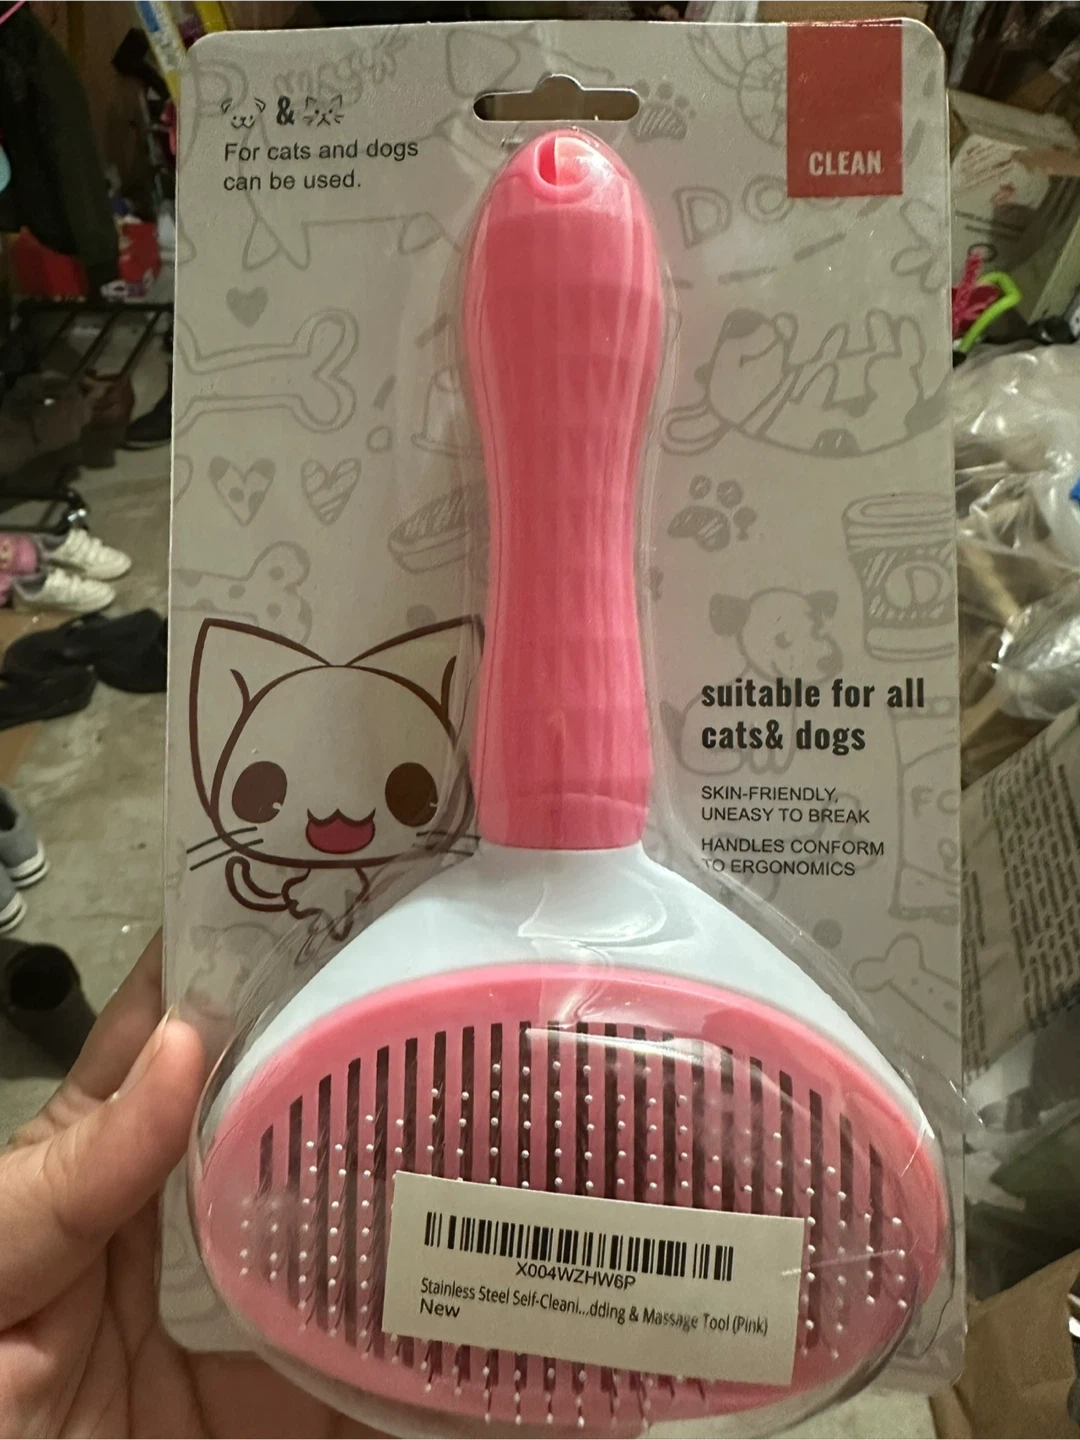 &
For cats and dogs
can be used.
CLEAN
suitable for all
cats& dogs
SKIN-FRIENDLY,
UNEASY TO BREAK
HANDLES CONFORM
TO ERGONOMICS
X004WZHW6P
Stainless Steel Self-Cleani...dding & Massage Tool (Pink)
New